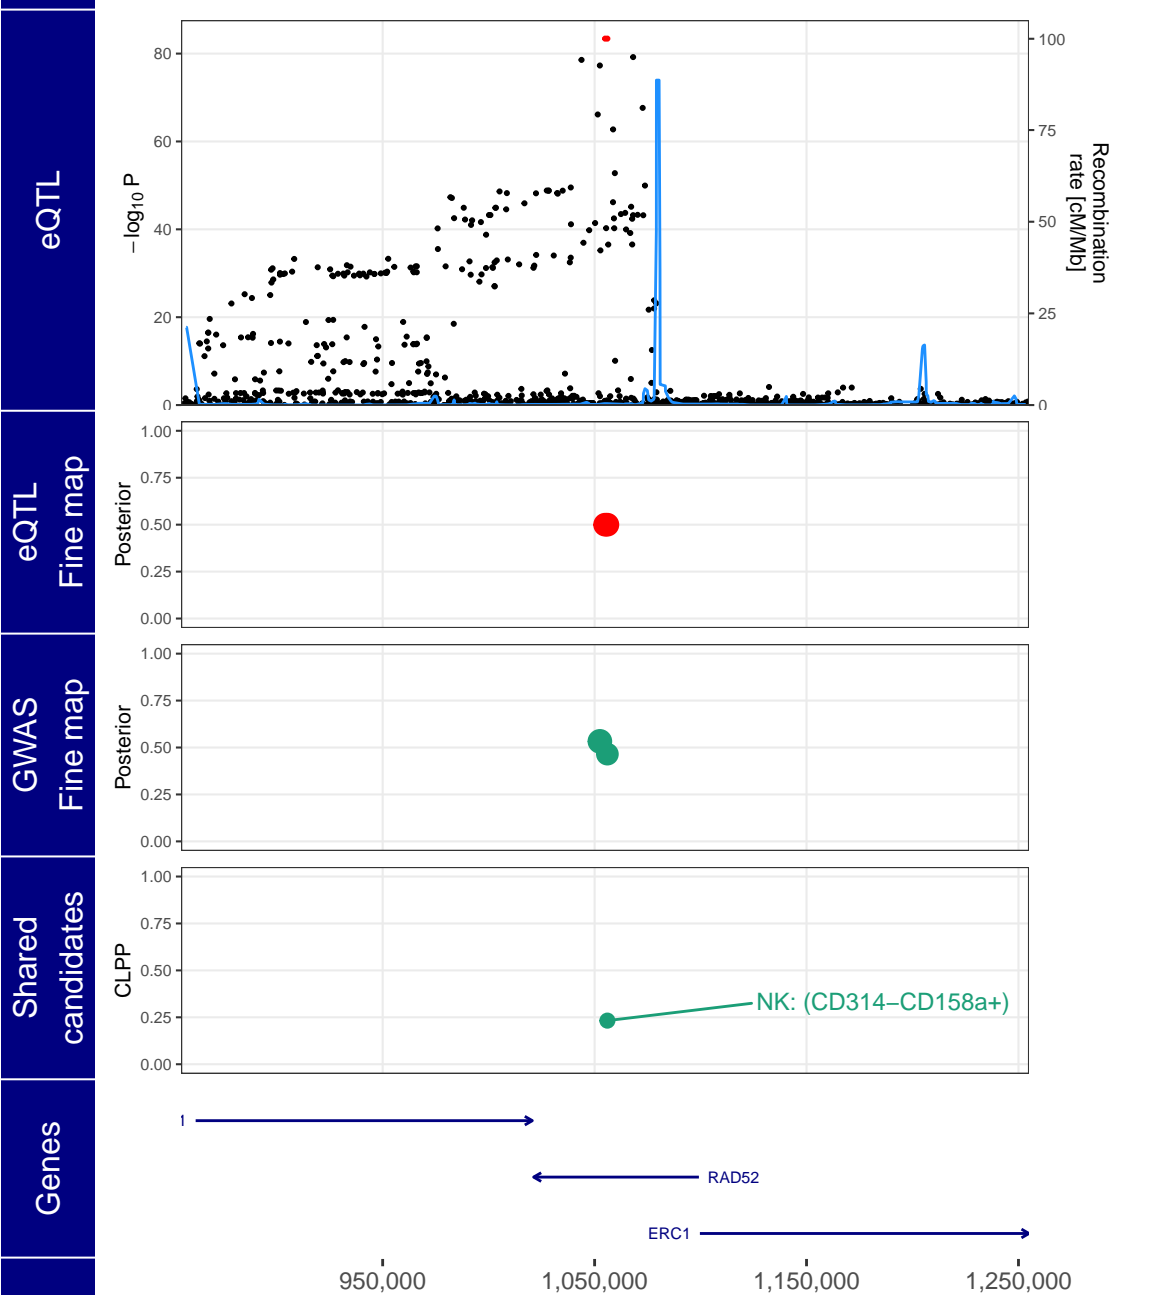 eQTL
80
60
40
20
0
−log10 P
100
75
50
25
0
Recombination
rate [cM/Mb]
eQTL
Fine map
Posterior
1.00
0.75
0.50
0.25
0.00
GWAS
Fine map
Posterior
1.00
0.75
0.50
0.25
0.00
Shared
candidates
CLPP
1.00
0.75
0.50
0.25
0.00
NK: (CD314−CD158a+)
Genes
1
RAD52
ERC1
950,000
1,050,000
1,150,000
1,250,000